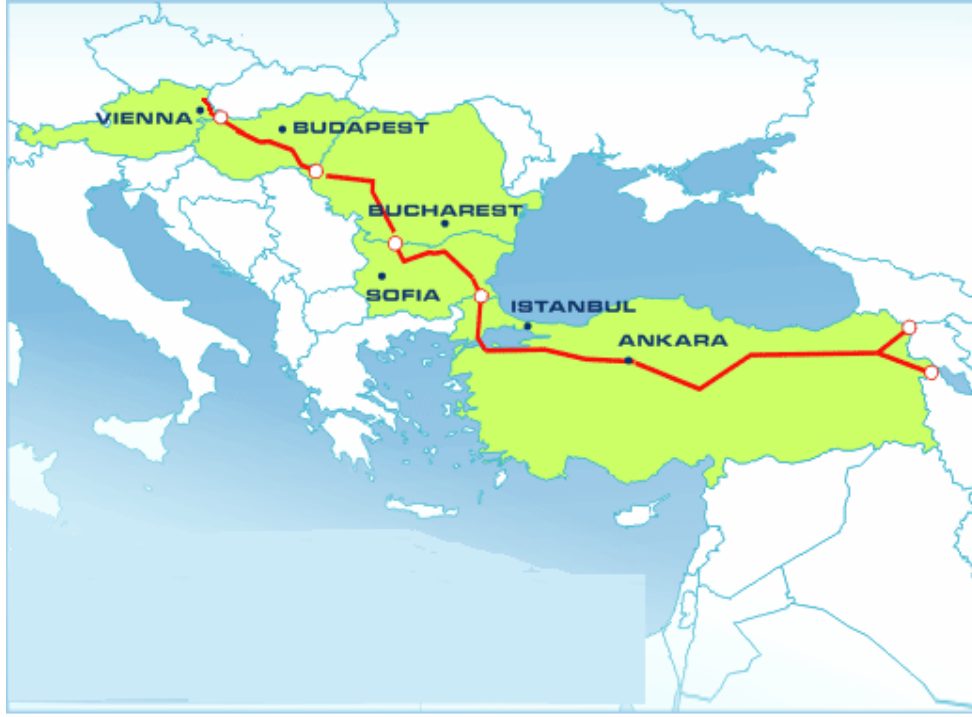 VIENNA
BUDAPEST
BUCHAREST
SOFIA
ISTANBUL
ANKARA